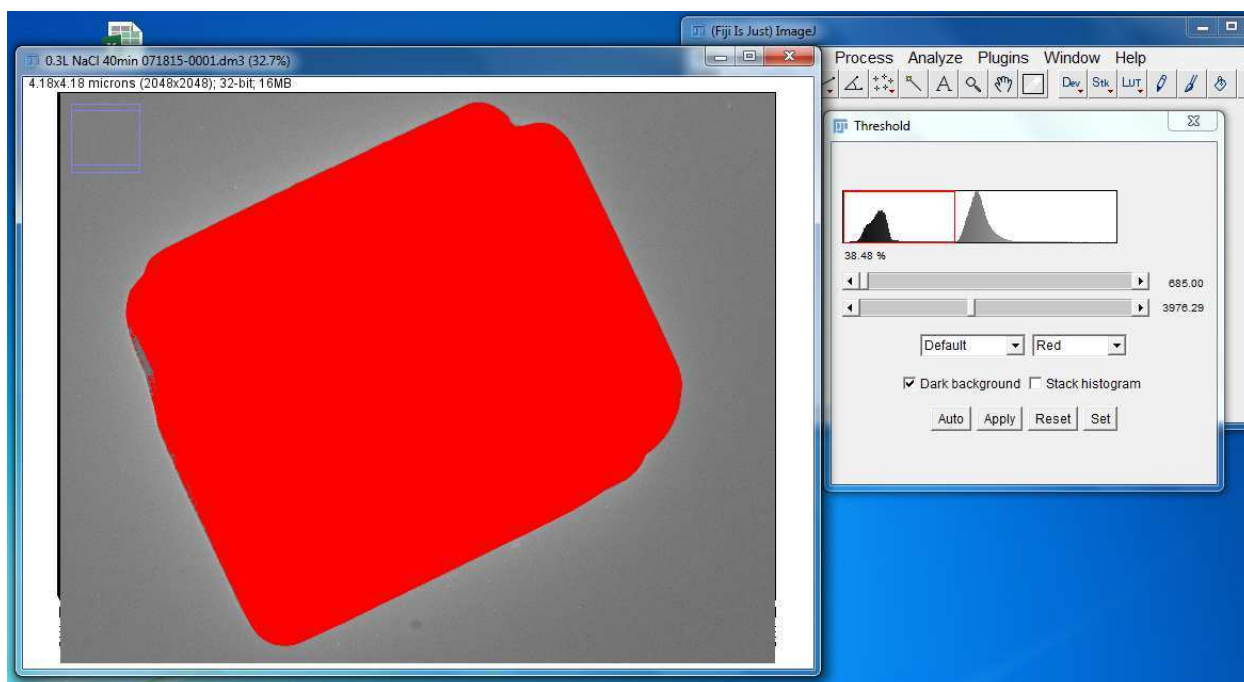 (Fiji Is Just) ImageJ
0.3L NaCl 40min 071815-0001.dm3 (32.7%)
4.18x4.18 microns (2048x2048); 32-bit; 16MB
Process Analyze Plugins Window Help
A Dev Stk LUT
Threshold
38.48 %
685.00
3976.29
Default Red
Dark background Stack histogram
Auto Apply Reset Set